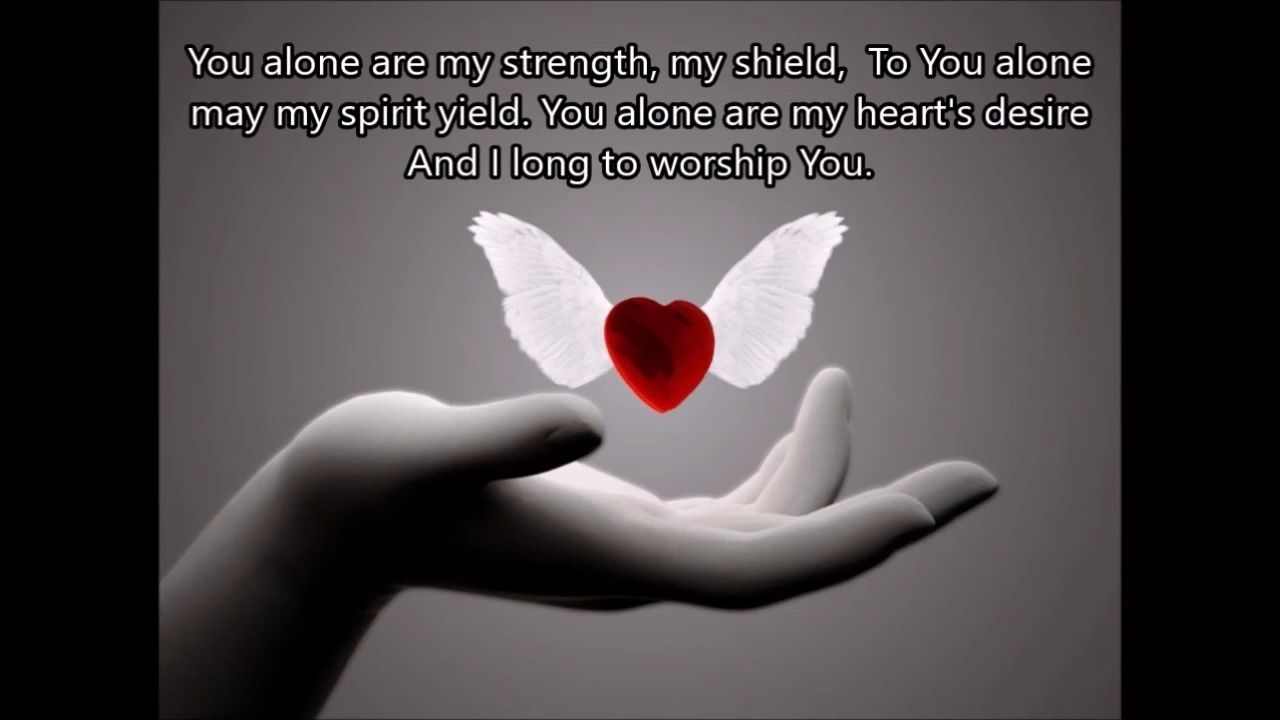 You alone are my strength, my shield,  To You alone
may my spirit yield. You alone are my heart's desire
And I long to worship You.